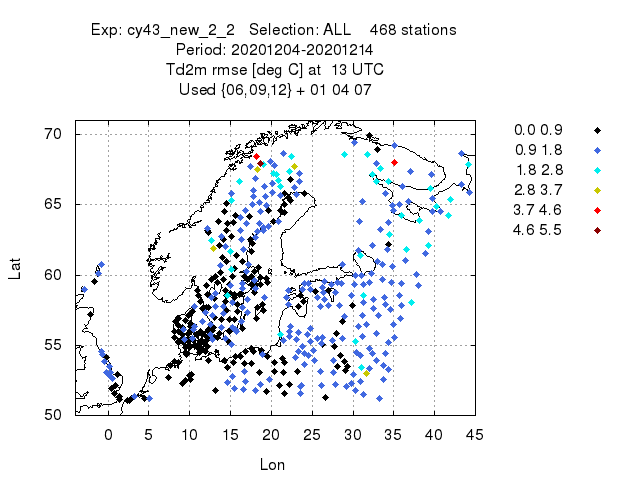 Exp: cy43_new_2_2 Selection: ALL 468 stations
Period: 20201204-20201214
Td2m rmse [deg C] at 13 UTC
Used {06,09,12} + 01 04 07
0.0 0.9
0.9 1.8
1.8 2.8
2.8 3.7
3.7 4.6
4.6 5.5
70
65
60
55
50
Lat
0 5 10 15 20 25 30 35 40 45
Lon